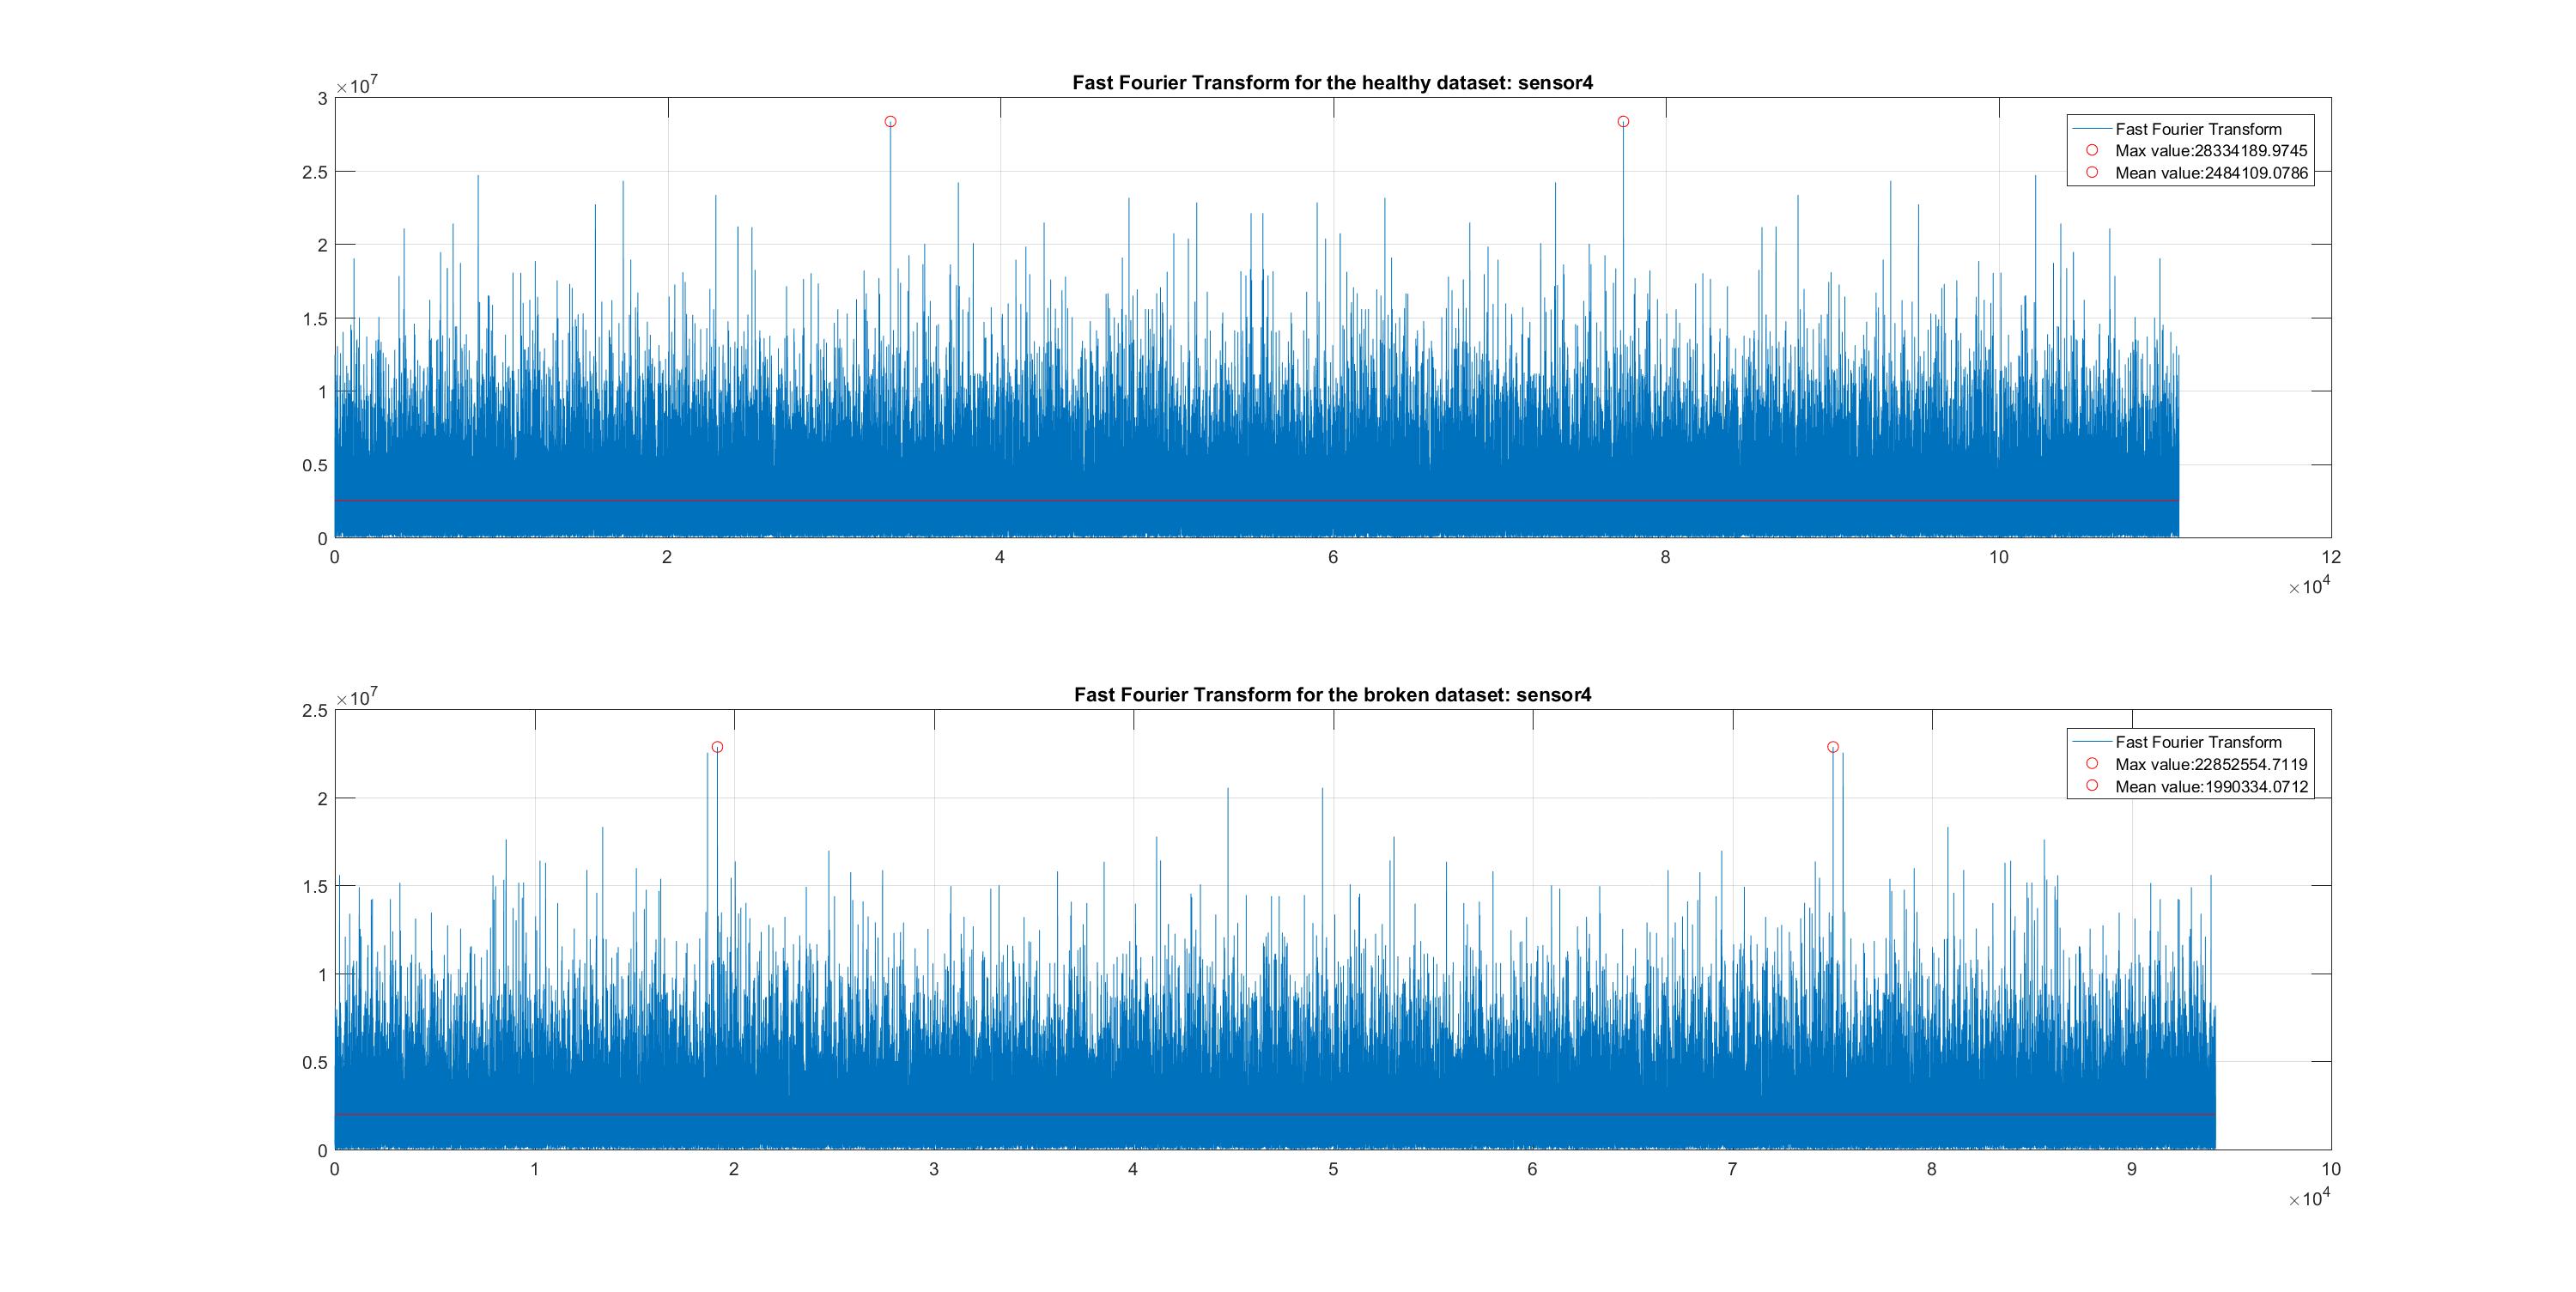 Fast Fourier Transform for the healthy dataset: sensor4
×10^7
3
2.5
2
1.5
1
0.5
0
Fast Fourier Transform
Max value:28334189.9745
Mean value:2484109.0786
0 2 4 6 8 10 12
×10^4
Fast Fourier Transform for the broken dataset: sensor4
×10^7
2.5
2
1.5
1
0.5
0
Fast Fourier Transform
Max value:22852554.7119
Mean value:1990334.0712
0 1 2 3 4 5 6 7 8 9 10
×10^4